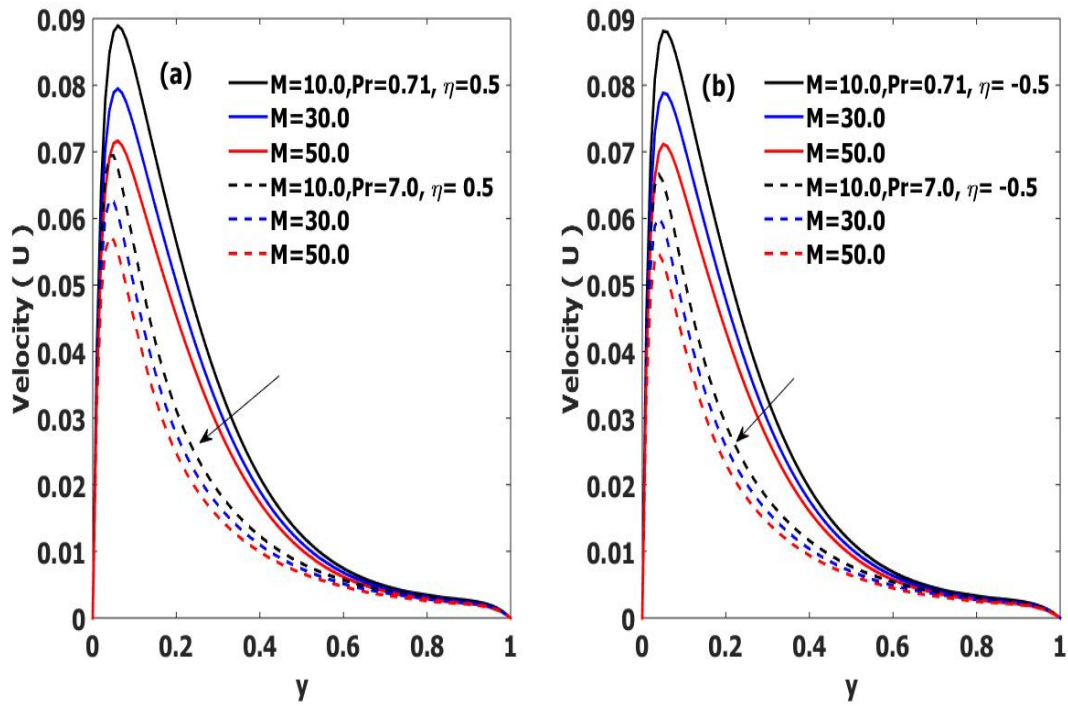 (a)
M=10.0,Pr=0.71, η=0.5
M=30.0
M=50.0
M=10.0,Pr=7.0, η= 0.5
M=30.0
M=50.0
0.09
0.08
0.07
0.06
0.05
0.04
0.03
0.02
0.01
0
Velocity ( U )
0 0.2 0.4 0.6 0.8 1
y
(b)
M=10.0,Pr=0.71, η= -0.5
M=30.0
M=50.0
M=10.0,Pr=7.0, η= -0.5
M=30.0
M=50.0
0.09
0.08
0.07
0.06
0.05
0.04
0.03
0.02
0.01
0
Velocity ( U )
0 0.2 0.4 0.6 0.8 1
y